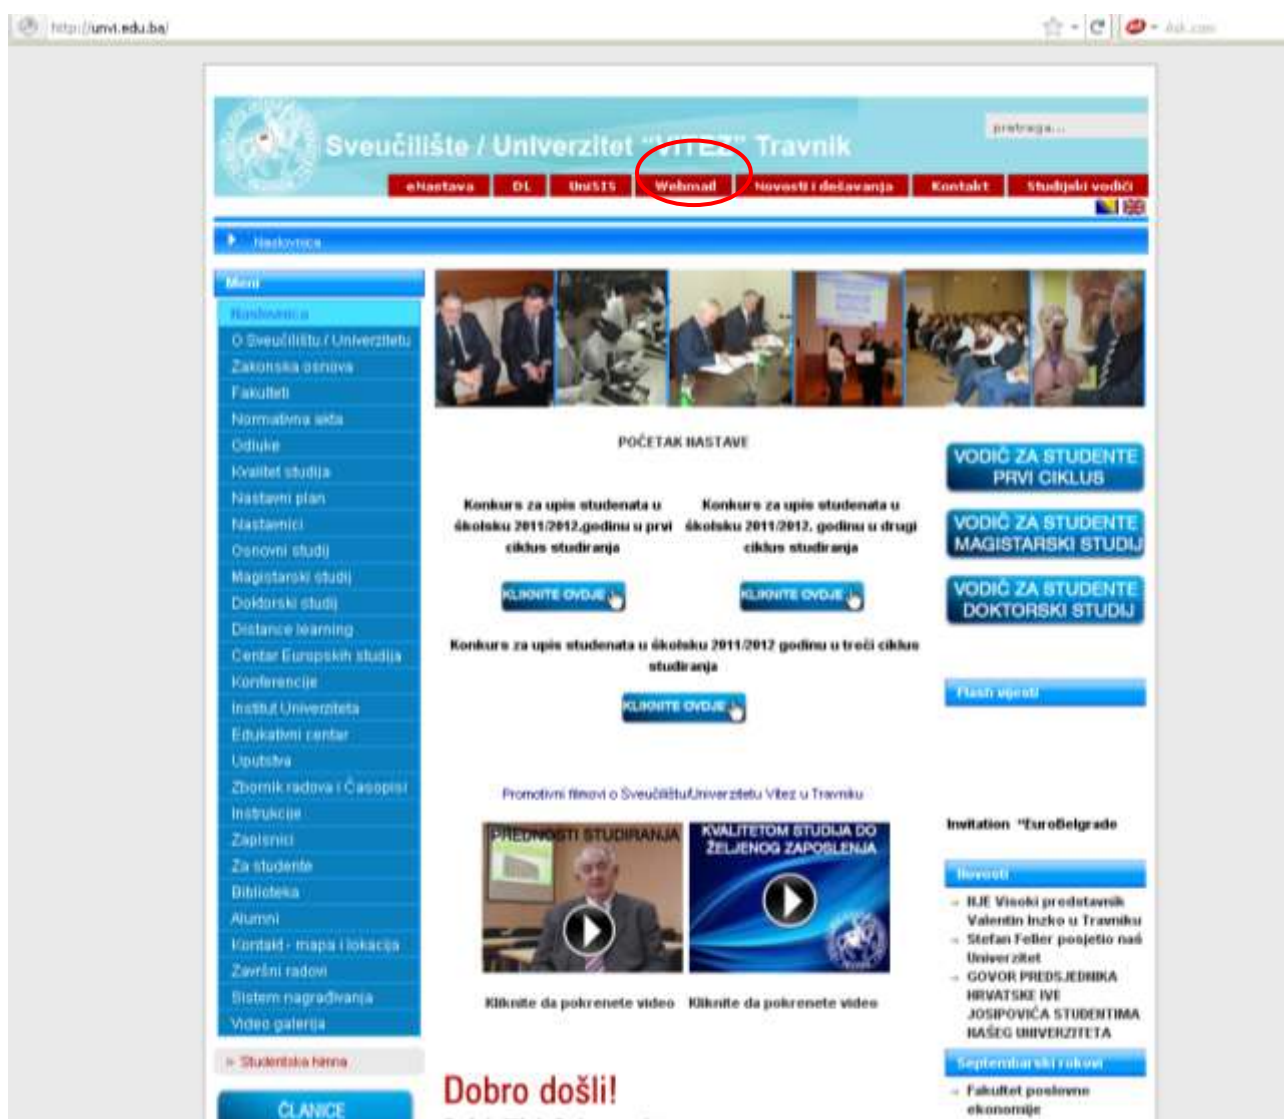 http://unvi.edu.ba/
Ask.com
Sveučilište / Univerzitet "VITEZ" Travnik
pretraga...
eNastava DL UniSIS Webmail Novosti i dešavanja Kontakt Studijski vodiči
Naslovnica
Meni
Naslovnica
O Sveučilištu / Univerzitetu
Zakonska osnova
Fakulteti
Normativna akta
Odluke
Kvalitet studija
Nastavni plan
Nastavnici
Osnovni studij
Magistarski studij
Doktorski studij
Distance learning
Centar Europskih studija
Konferencije
Institut Univerziteta
Edukativni centar
Uputstva
Zbornik radova i Časopisi
Instrukcije
Zapisnici
Za studente
Biblioteka
Alumni
Kontakt - mapa i lokacija
Završni radovi
Sistem nagrađivanja
Video galerija
» Studentska himna
ČLANICE
POČETAK NASTAVE
Konkurs za upis studenata u
školsku 2011/2012.godinu u prvi
ciklus studiranja
KLIKNITE OVDJE
Konkurs za upis studenata u
školsku 2011/2012. godinu u drugi
ciklus studiranja
KLIKNITE OVDJE
Konkurs za upis studenata u školsku 2011/2012 godinu u treći ciklus
studiranja
KLIKNITE OVDJE
Promotivni filmovi o Sveučilištu/Univerzitetu Vitez u Travniku
PREDNOSTI STUDIRANJA
Kliknite da pokrenete video
KVALITETOM STUDIJA DO
ŽELJENOG ZAPOSLENJA
Kliknite da pokrenete video
Dobro došli!
VODIČ ZA STUDENTE
PRVI CIKLUS
VODIČ ZA STUDENTE
MAGISTARSKI STUDIJ
VODIČ ZA STUDENTE
DOKTORSKI STUDIJ
Flash vijesti
Invitation "EuroBelgrade
Novosti
NJE Visoki predstavnik
Valentin Inzko u Travniku
Stefan Feller posjetio naš
Univerzitet
GOVOR PREDSJEDNIKA
HRVATSKE IVE
JOSIPOVIĆA STUDENTIMA
NAŠEG UNIVERZITETA
Septembarski rokovi
Fakultet poslovne
ekonomije